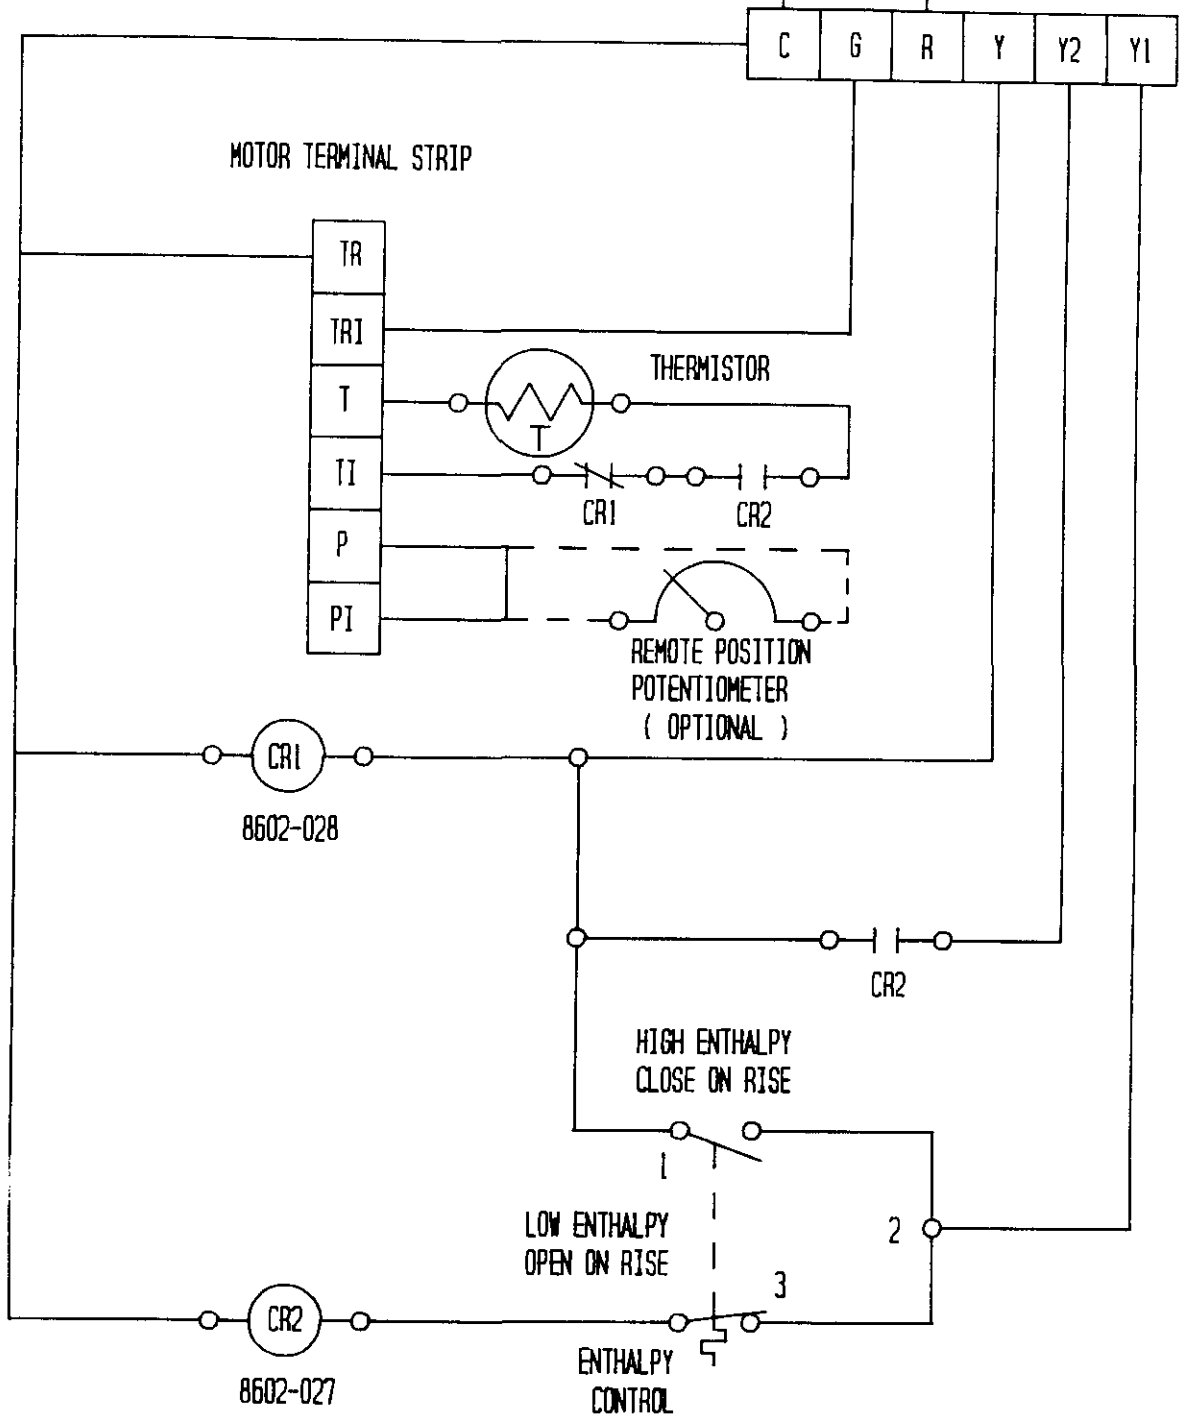 C G R Y Y2 Y1
MOTOR TERMINAL STRIP
TR
TR1
THERMISTOR
T
T
T1
CR1
CR2
P
P1
REMOTE POSITION
POTENTIOMETER
( OPTIONAL )
CR1
8602-028
CR2
HIGH ENTHALPY
CLOSE ON RISE
1
LOW ENTHALPY
OPEN ON RISE
2
3
CR2
8602-027
ENTHALPY
CONTROL